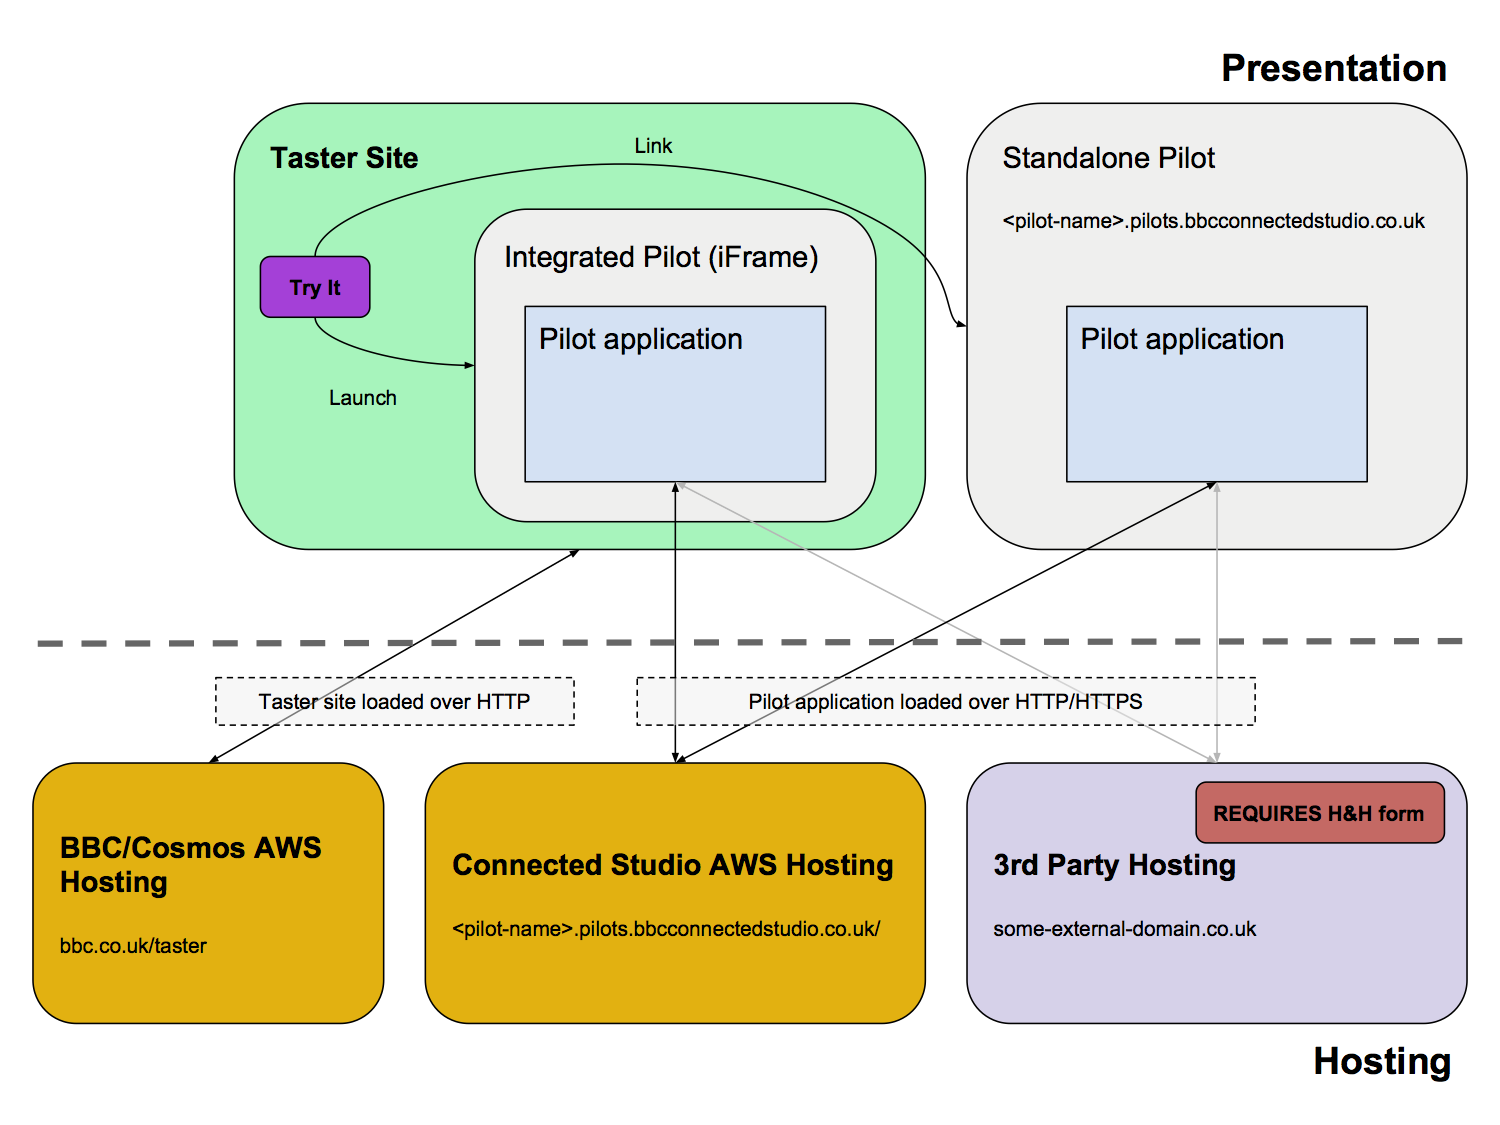 Presentation
Taster Site
Link
Standalone Pilot
<pilot-name>.pilots.bbcconnectedstudio.co.uk
Integrated Pilot (iFrame)
Try It
Pilot application
Pilot application
Launch
Taster site loaded over HTTP
Pilot application loaded over HTTP/HTTPS
BBC/Cosmos AWS
Hosting
bbc.co.uk/taster
Connected Studio AWS Hosting
<pilot-name>.pilots.bbcconnectedstudio.co.uk/
REQUIRES H&H form
3rd Party Hosting
some-external-domain.co.uk
Hosting